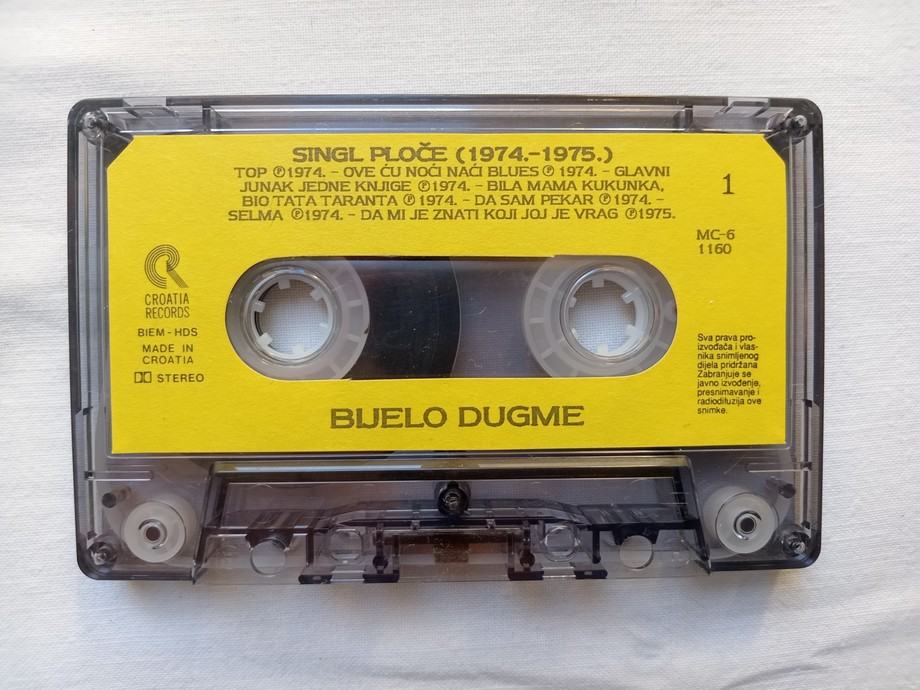 SINGL PLOČE (1974.-1975.)
TOP ℗1974. - OVE ĆU NOĆI NAĆI BLUES ℗ 1974. - GLAVNI
JUNAK JEDNE KNJIGE ℗1974. - BILA MAMA KUKUNKA,
BIO TATA TARANTA ℗ 1974. - DA SAM PEKAR ℗ 1974. -
SELMA ℗1974. - DA MI JE ZNATI KOJI JOJ JE VRAG ℗1975.
1
MC-6
1160
CROATIA
RECORDS
BIEM - HDS
MADE IN
CROATIA
STEREO
Sva prava pro-
izvođača i vlas-
nika snimljenog
dijela pridržana
Zabranjuje se
javno izvođenje,
presnimavanje i
radiodifuzija ove
snimke.
BIJELO DUGME